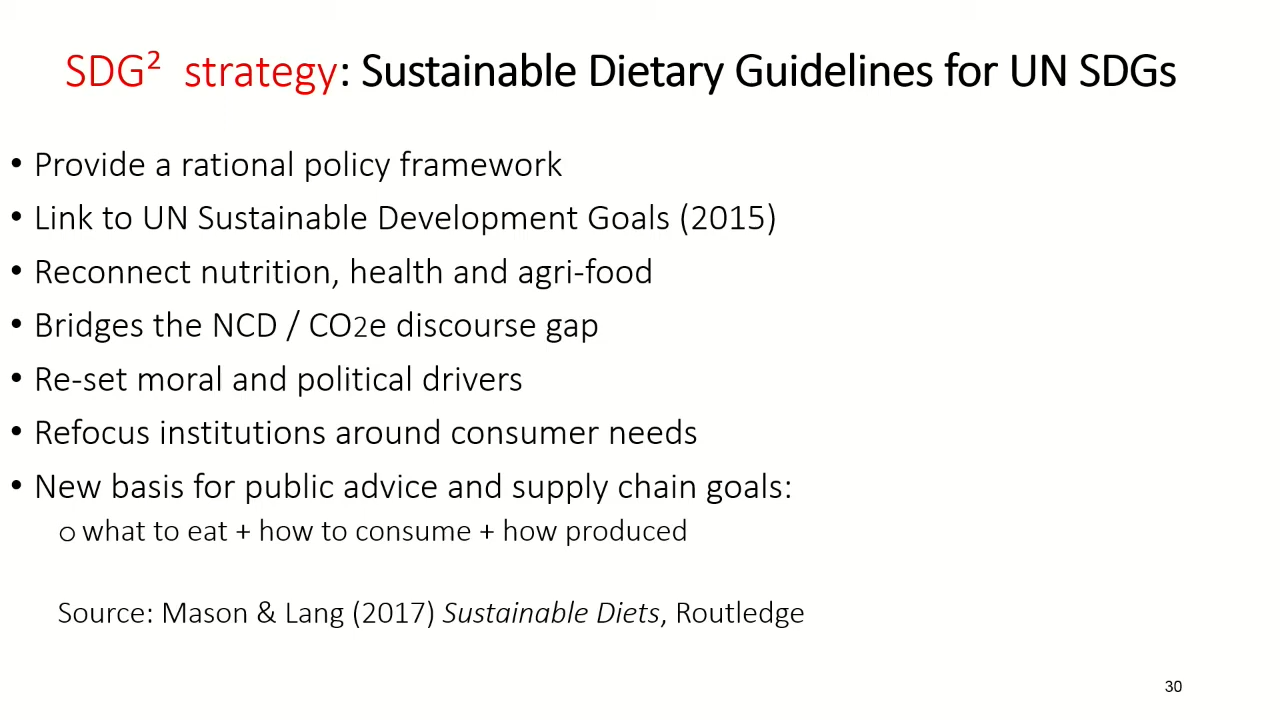 SDG² strategy: Sustainable Dietary Guidelines for UN SDGs
• Provide a rational policy framework
• Link to UN Sustainable Development Goals (2015)
• Reconnect nutrition, health and agri-food
• Bridges the NCD / CO2e discourse gap
• Re-set moral and political drivers
• Refocus institutions around consumer needs
• New basis for public advice and supply chain goals:
o what to eat + how to consume + how produced
Source: Mason & Lang (2017) Sustainable Diets, Routledge
30